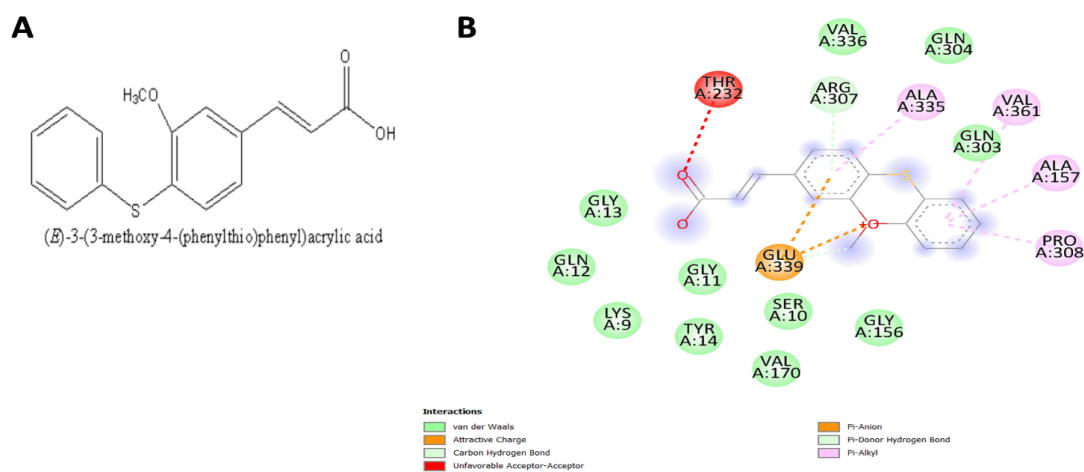 A
O
H₃CO
OH
S
(E)-3-(3-methoxy-4-(phenylthio)phenyl)acrylic acid
B
VAL
A:336
GLN
A:304
THR
A:232
ARG
A:307
ALA
A:335
VAL
A:361
GLN
A:303
ALA
A:157
PRO
A:308
O
O
S
O
GLY
A:13
GLN
A:12
LYS
A:9
GLY
A:11
TYR
A:14
GLU
A:339
SER
A:10
VAL
A:170
GLY
A:156
Interactions
van der Waals
Attractive Charge
Carbon Hydrogen Bond
Unfavorable Acceptor-Acceptor
Pi-Anion
Pi-Donor Hydrogen Bond
Pi-Alkyl